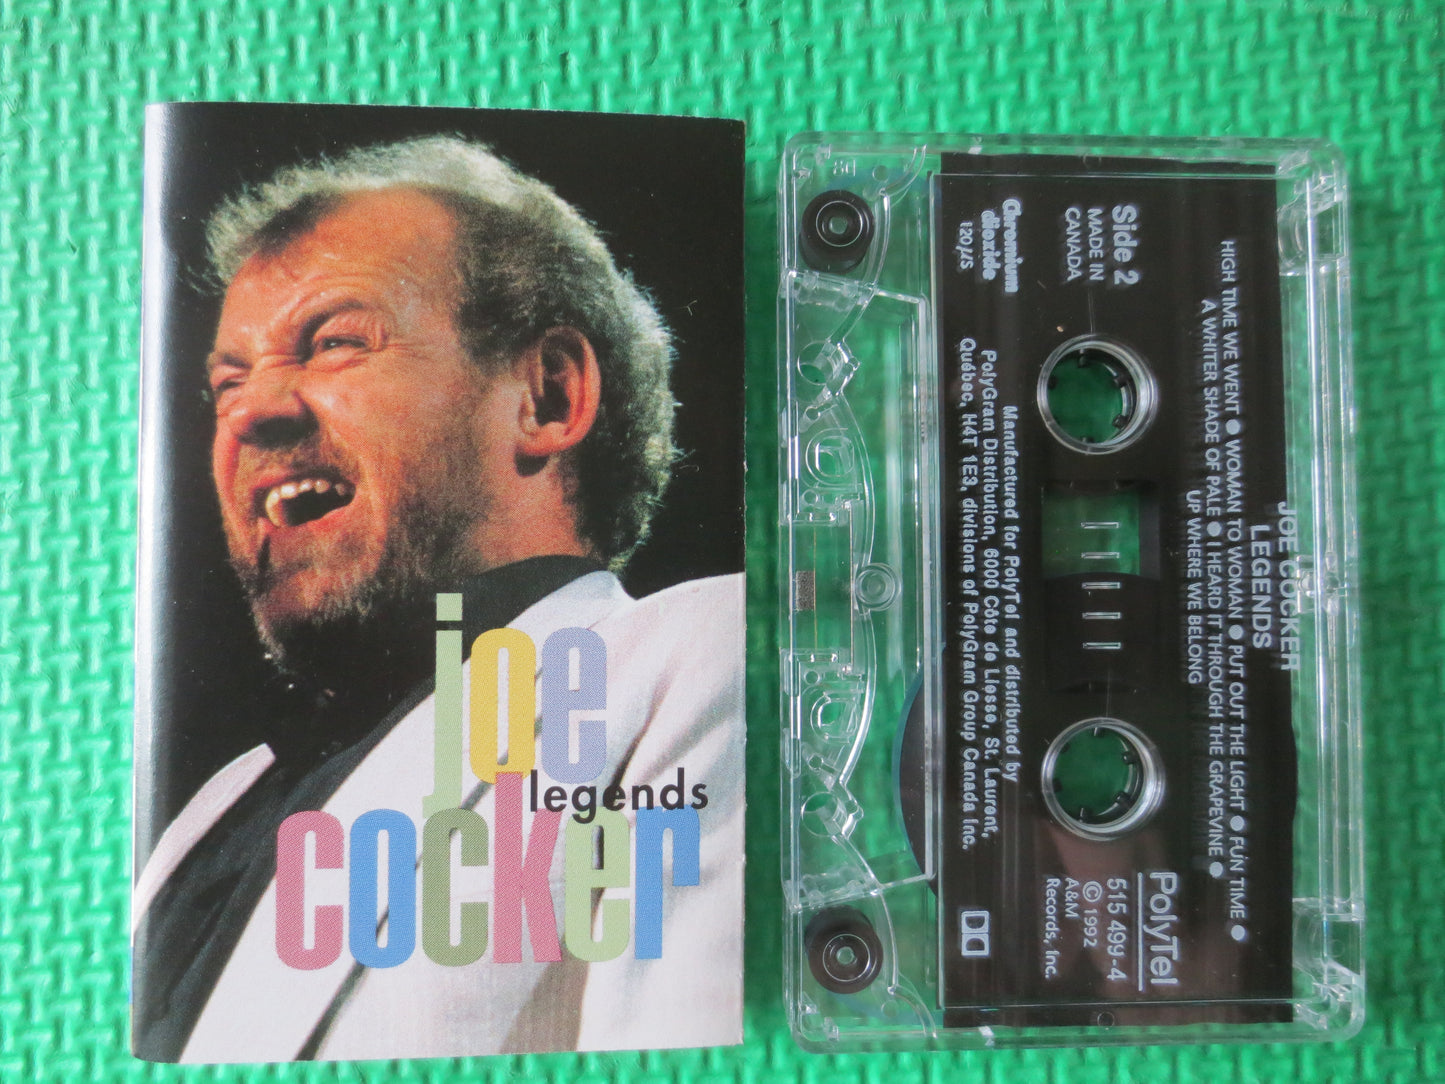 joe
legends
cocker
JOE COCKER
LEGENDS
HIGH TIME WE WENT ● WOMAN TO WOMAN ● PUT OUT THE LIGHT ● FUN TIME ●
A WHITER SHADE OF PALE ● I HEARD IT THROUGH THE GRAPEVINE ●
UP WHERE WE BELONG
Side 2
MADE IN
CANADA
PolyTel
515 499-4
© 1992
A&M
Records, Inc.
Chromium
dioxide
120µs
Manufactured for PolyTel and distributed by
PolyGram Distribution, 6000 Côte de Liesse, St. Laurent,
Québec, H4T 1E3, divisions of PolyGram Group Canada Inc.